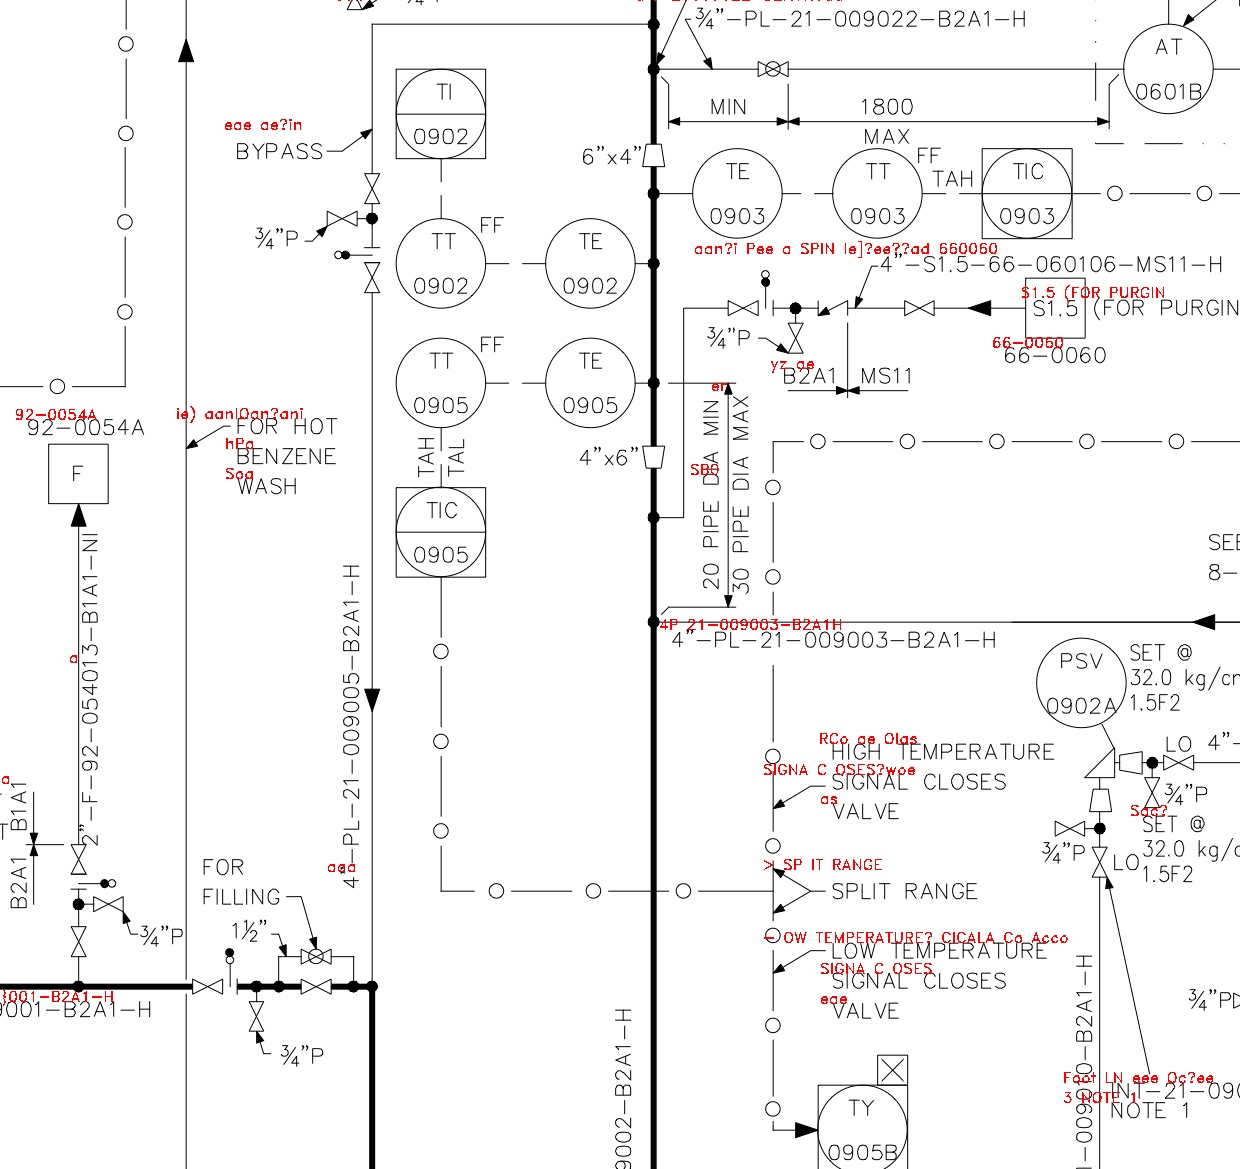 ¾"-PL-21-009022-B2A1-H
AT
0601B
MIN
1800
MAX
TI
0902
eae ae?in
BYPASS
6"x4"
TE
0903
TT
0903
FF
TAH
TIC
0903
¾"P
TT
0902
FF
TE
0902
aan?i Pee a SPIN le]?ee??ad 660060
4"-S1.5-66-060106-MS11-H
S1.5 (FOR PURGIN
S1.5 (FOR PURGIN
66-0060
66-0060
¾"P
yz ae
B2A1
MS11
TT
0905
FF
TE
0905
en
92-0054A
92-0054A
F
ie) aanlOan?ani
FOR HOT
hPa
BENZENE
Soa
WASH
TAH
TAL
4"x6"
SBO
20 PIPE DIA MIN
30 PIPE DIA MAX
TIC
0905
SEE
8-
2"-F-92-054013-B1A1-NI
a
4"-PL-21-009005-B2A1-H
4P 21-009003-B2A1H
4"-PL-21-009003-B2A1-H
PSV
0902A
SET @
32.0 kg/cm
1.5F2
LO
4"-
¾"P
RCo ae Olas
HIGH TEMPERATURE
SIGNA C OSES?woe
SIGNAL CLOSES
as
VALVE
Sac?
SET @
32.0 kg/c
1.5F2
¾"P
LO
a
B2A1
B1A1
T
FOR
FILLING
aga
> SP IT RANGE
SPLIT RANGE
¾"P
1½"
OW TEMPERATURE? CICALA Co Acco
LOW TEMPERATURE
SIGNA C OSES
SIGNAL CLOSES
eae
VALVE
001-B2A1-H
9001-B2A1-H
¾"P
¾"P
9002-B2A1-H
-009010-B2A1-H
Foot LN eee Oc?ee
INT-21-090
3 NOTE 1
NOTE 1
TY
0905B